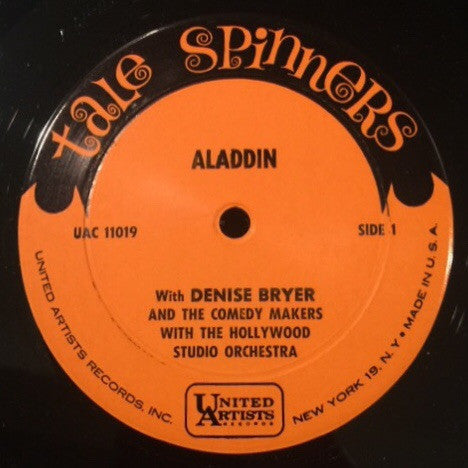 tale spinners
ALADDIN
UAC 11019
SIDE 1
With DENISE BRYER
AND THE COMEDY MAKERS
WITH THE HOLLYWOOD
STUDIO ORCHESTRA
UNITED ARTISTS RECORDS, INC.
UNITED
ARTISTS
RECORDS
NEW YORK 19, N.Y. • MADE IN U.S.A.